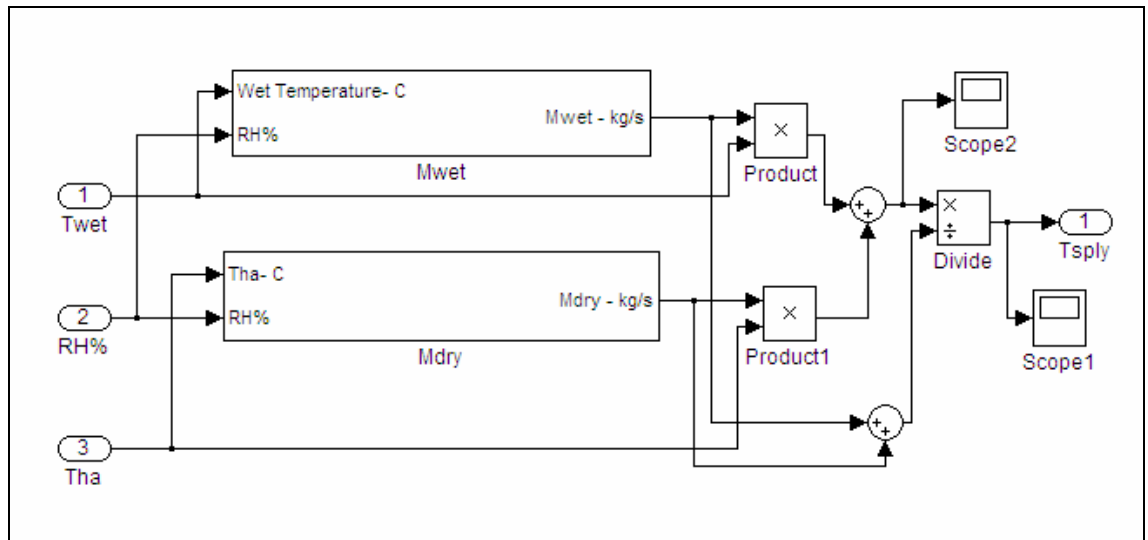 Wet Temperature- C
RH%
Mwet - kg/s
Mwet
×
Product
Scope2
1
Twet
+
+
×
÷
Divide
1
Tsply
Tha- C
RH%
Mdry - kg/s
Mdry
×
Product1
Scope1
2
RH%
+
+
3
Tha